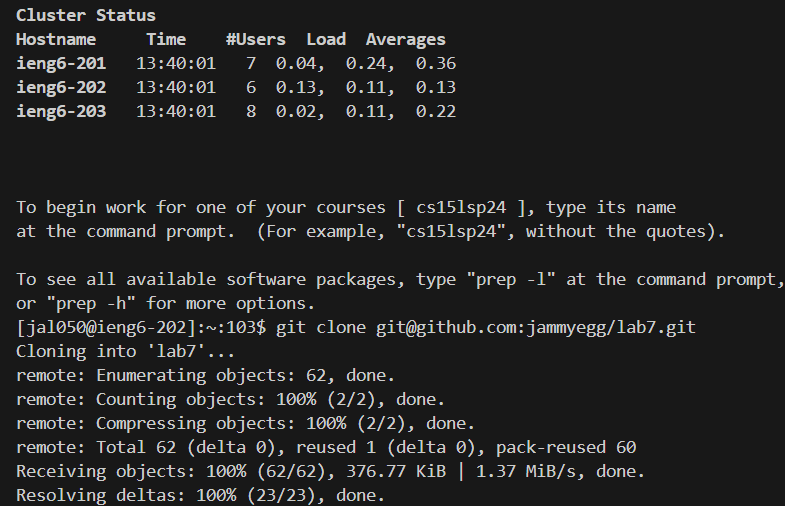 Cluster Status
Hostname     Time    #Users  Load  Averages
ieng6-201   13:40:01   7  0.04,  0.24,  0.36
ieng6-202   13:40:01   6  0.13,  0.11,  0.13
ieng6-203   13:40:01   8  0.02,  0.11,  0.22
To begin work for one of your courses [ cs15lsp24 ], type its name
at the command prompt.  (For example, "cs15lsp24", without the quotes).
To see all available software packages, type "prep -l" at the command prompt,
or "prep -h" for more options.
[jal050@ieng6-202]:~:103$ git clone git@github.com:jammyegg/lab7.git
Cloning into 'lab7'...
remote: Enumerating objects: 62, done.
remote: Counting objects: 100% (2/2), done.
remote: Compressing objects: 100% (2/2), done.
remote: Total 62 (delta 0), reused 1 (delta 0), pack-reused 60
Receiving objects: 100% (62/62), 376.77 KiB | 1.37 MiB/s, done.
Resolving deltas: 100% (23/23), done.